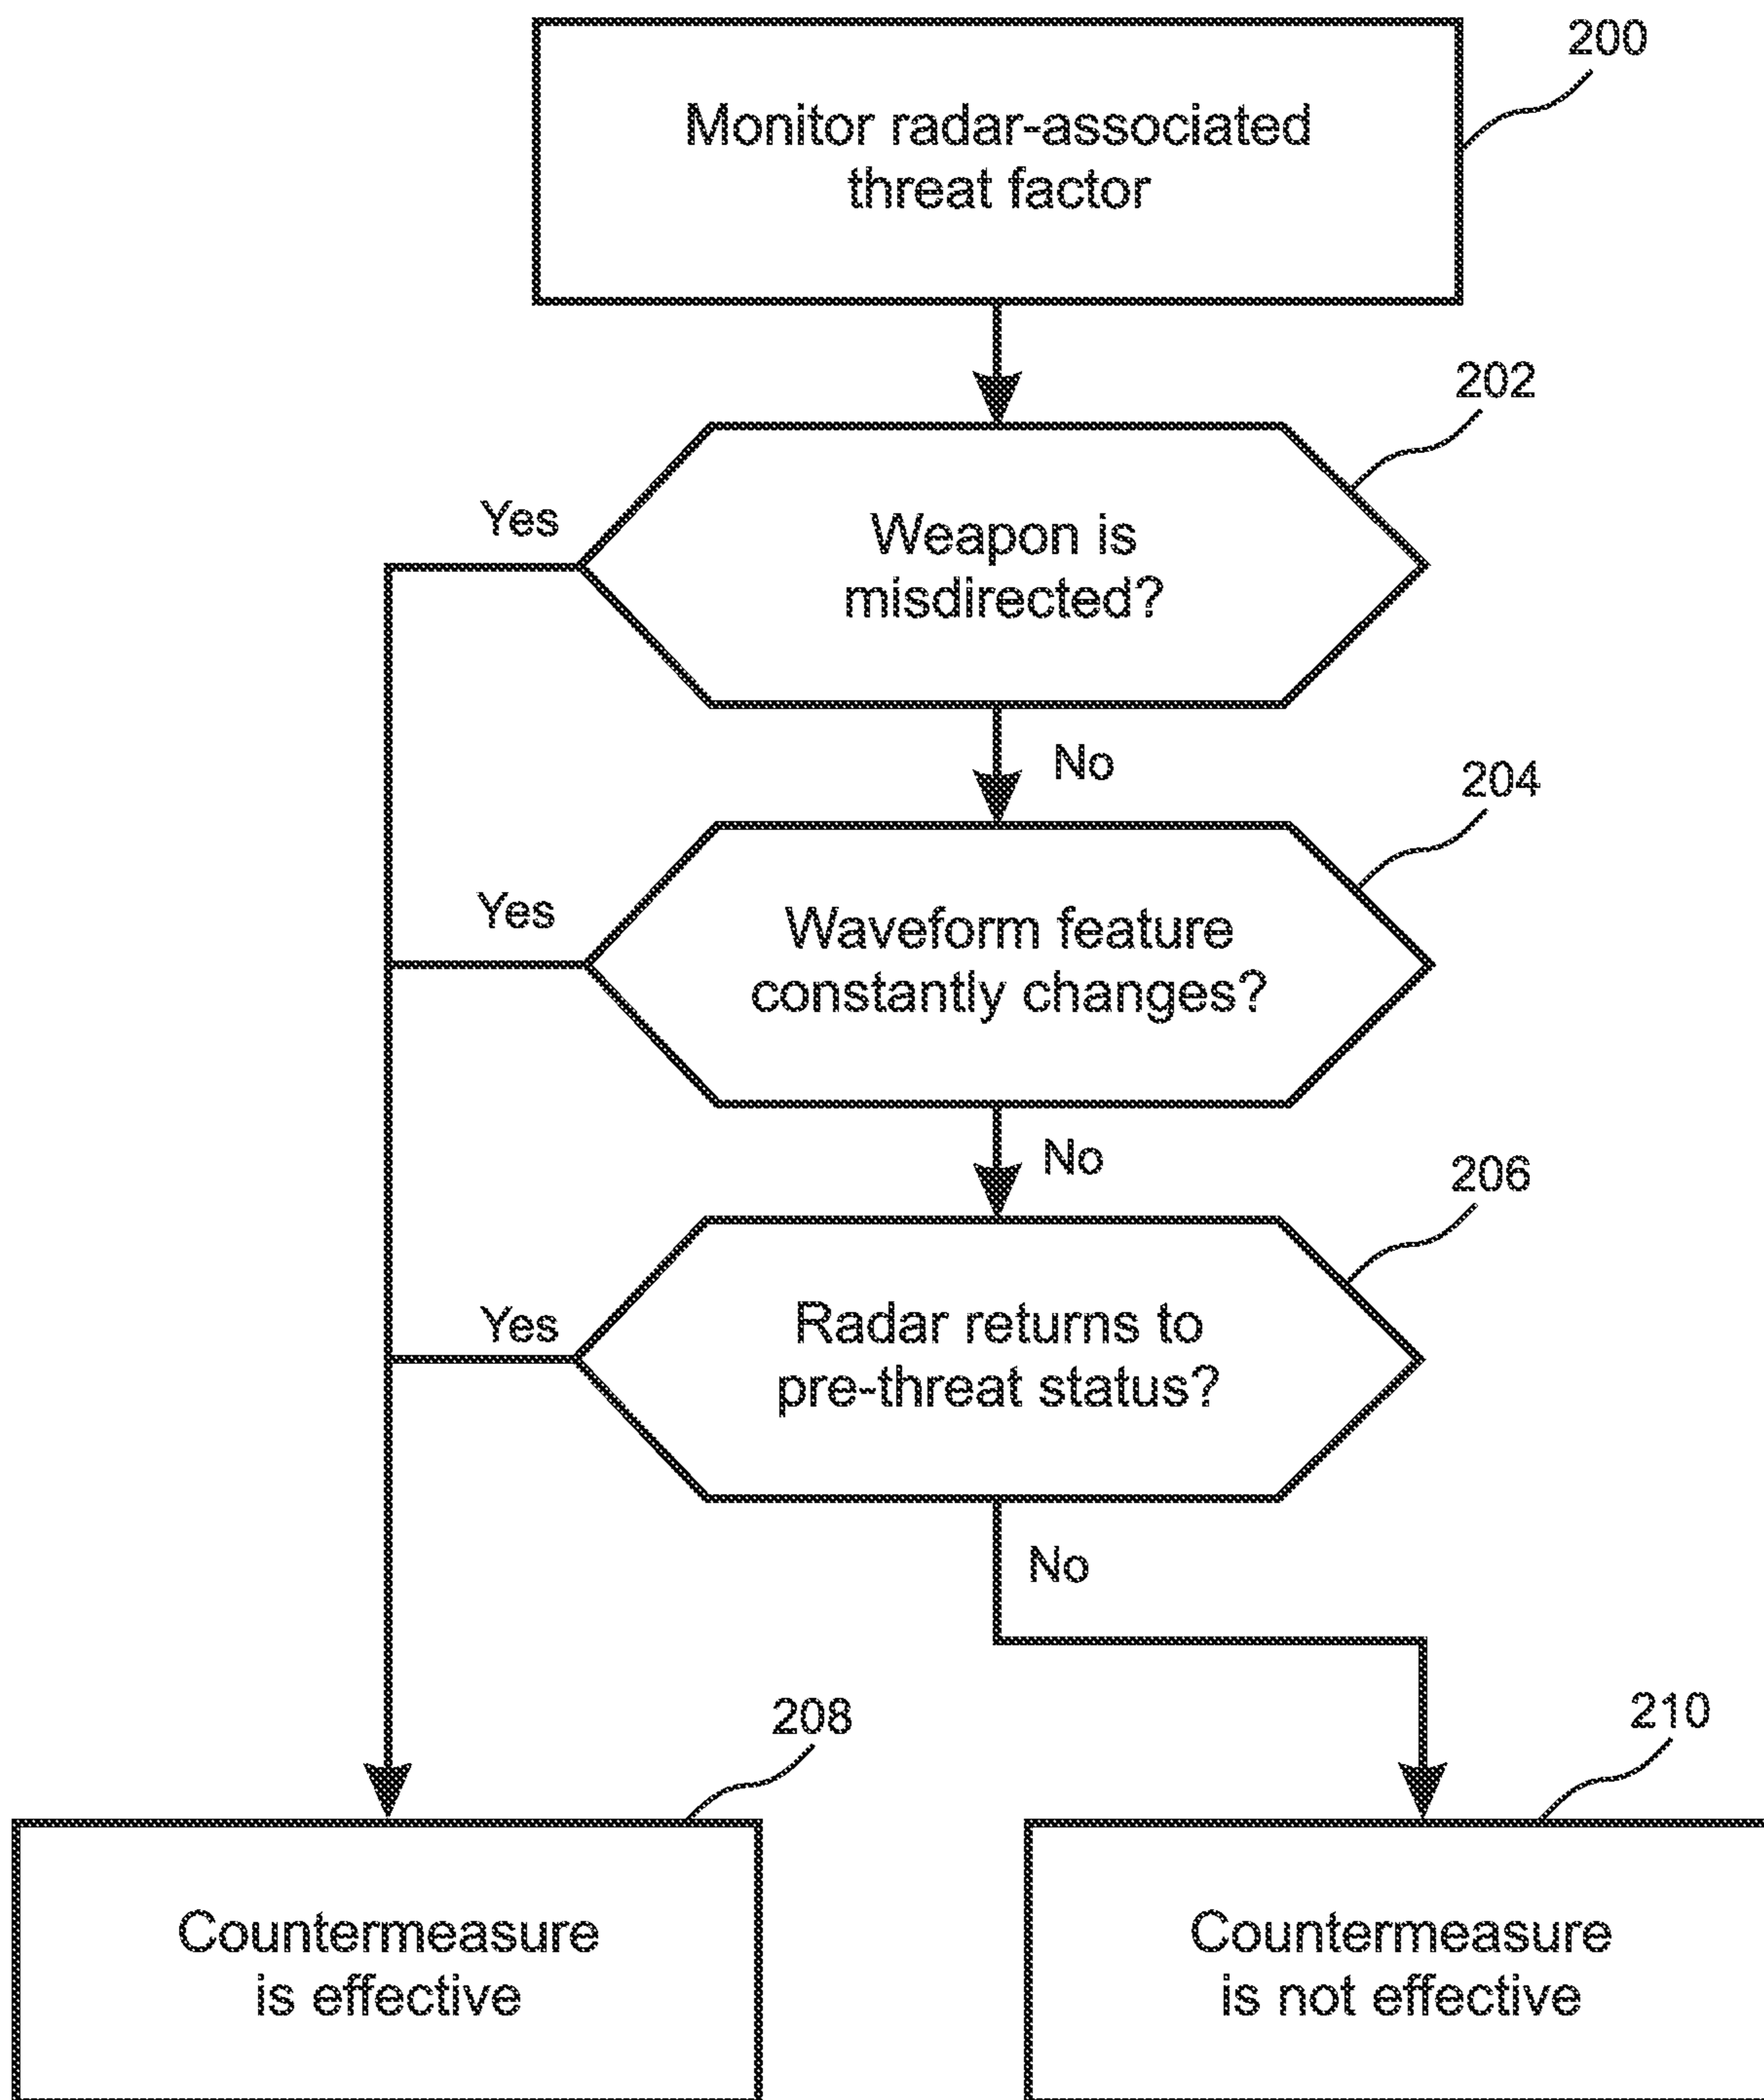 200
Monitor radar-associated
threat factor
202
Yes
Weapon is
misdirected?
No
204
Yes
Waveform feature
constantly changes?
No
206
Yes
Radar returns to
pre-threat status?
No
208
210
Countermeasure
is effective
Countermeasure
is not effective